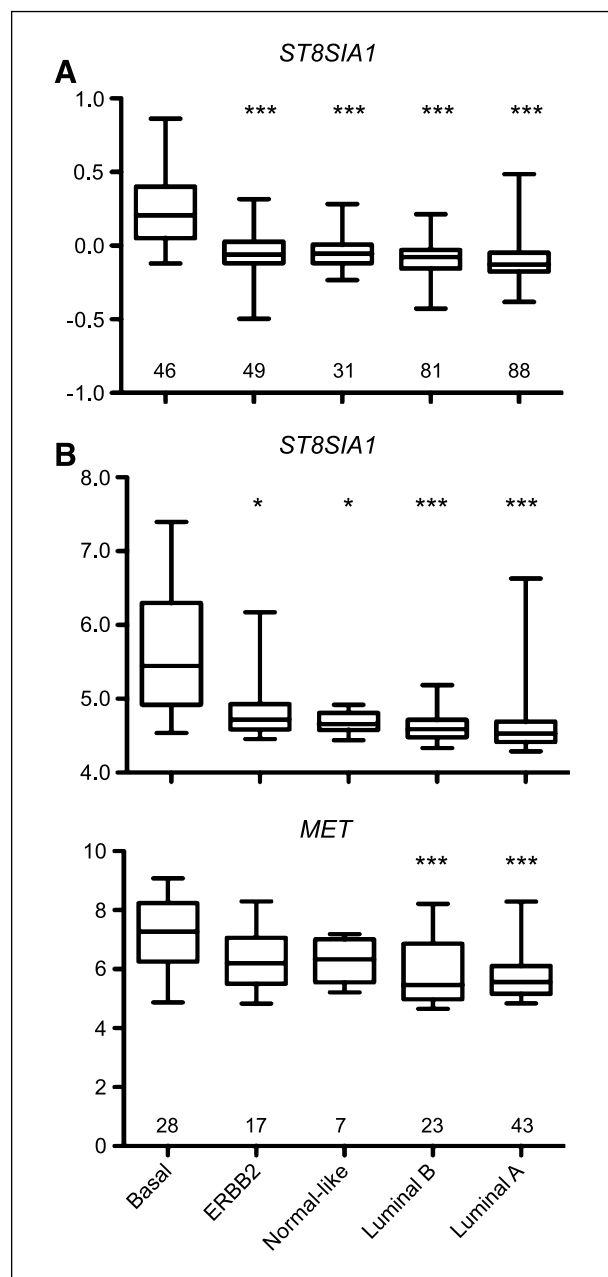 A
ST8SIA1
1.0
*** *** *** ***
0.5
0.0
-0.5
46 49 31 81 88
-1.0
B
ST8SIA1
8.0
* * *** ***
7.0
6.0
5.0
4.0
MET
10
*** ***
8
6
4
2
28 17 7 23 43
0
Basal ERBB2 Normal-like Luminal B Luminal A